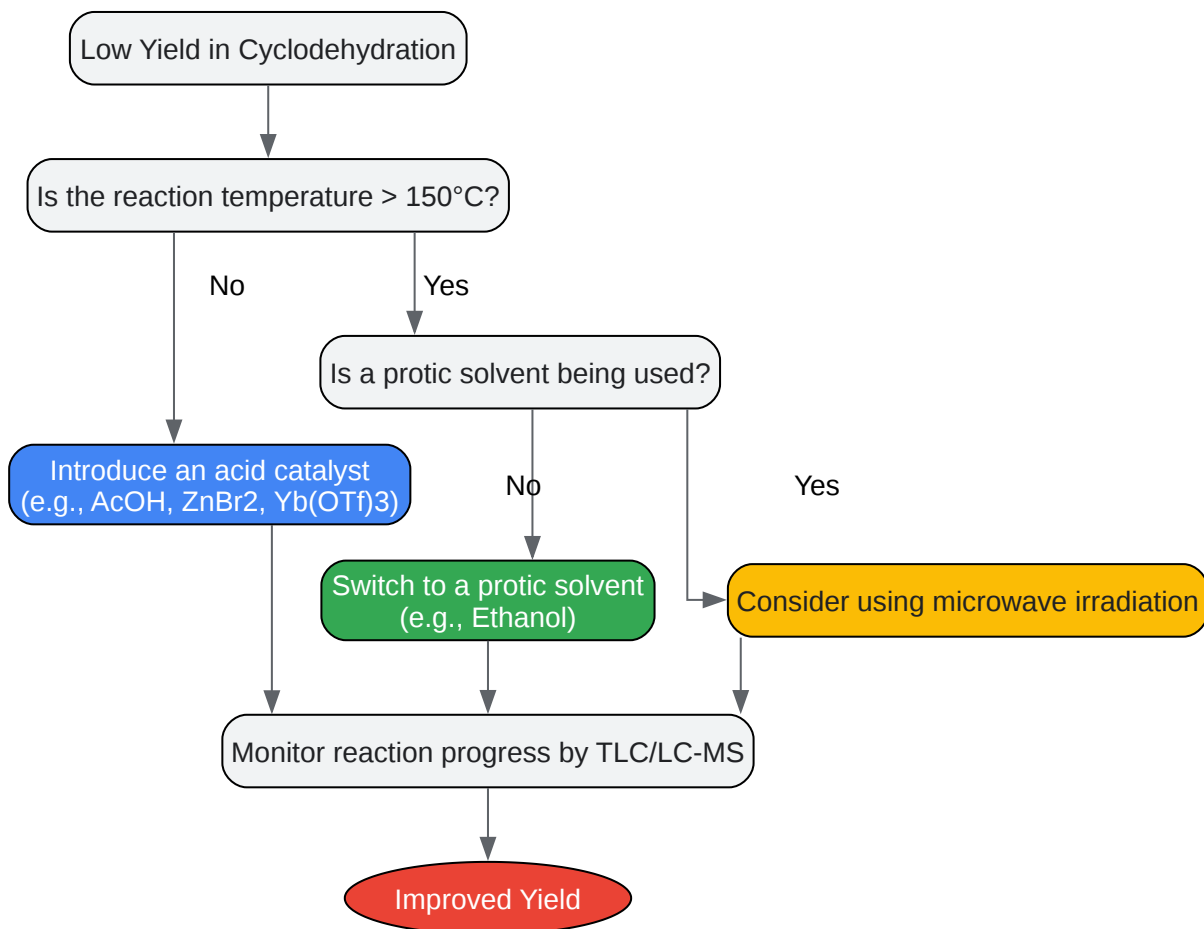 Low Yield in Cyclodehydration
Is the reaction temperature > 150°C?
No
Yes
Is a protic solvent being used?
Introduce an acid catalyst
(e.g., AcOH, ZnBr2, Yb(OTf)3)
No
Yes
Switch to a protic solvent
(e.g., Ethanol)
Consider using microwave irradiation
Monitor reaction progress by TLC/LC-MS
Improved Yield